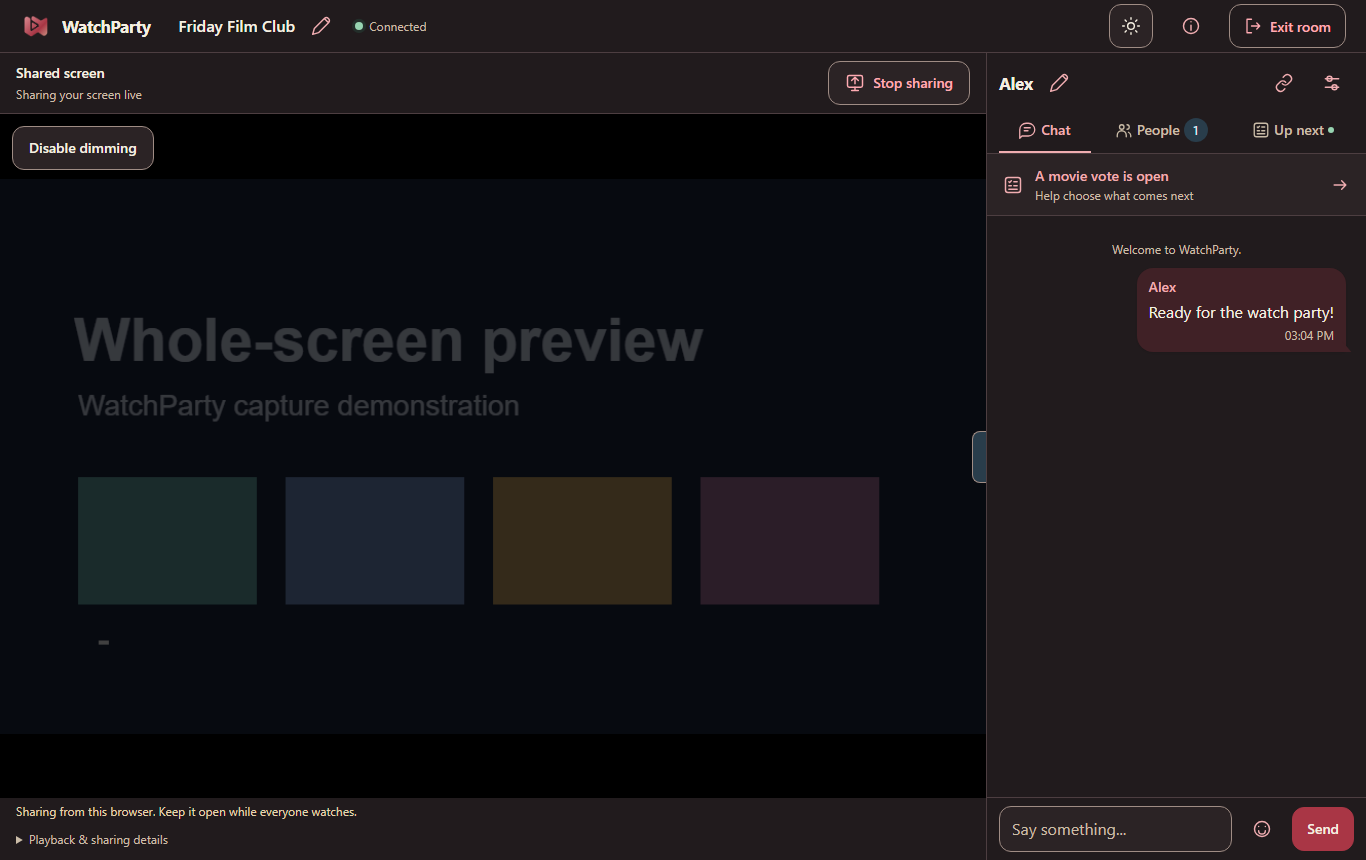 WatchParty
Friday Film Club
Connected
Exit room
Shared screen
Sharing your screen live
Stop sharing
Disable dimming
Whole-screen preview
WatchParty capture demonstration
-
Sharing from this browser. Keep it open while everyone watches.
Playback & sharing details
Alex
Chat
People 1
Up next
A movie vote is open
Help choose what comes next
Welcome to WatchParty.
Alex
Ready for the watch party!
03:04 PM
Say something...
Send